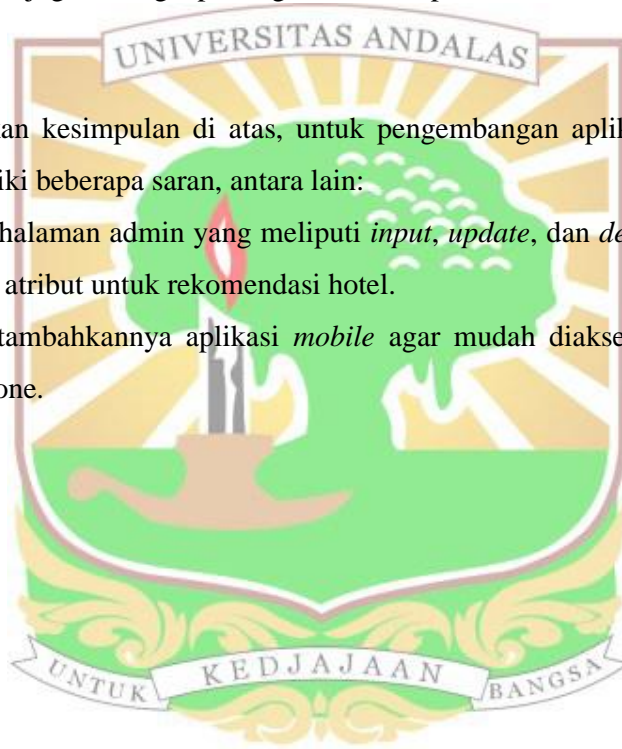 UNIVERSITAS ANDALAS
kan kesimpulan di atas, untuk pengembangan aplik
iki beberapa saran, antara lain:
halaman admin yang meliputi input, update, dan de
atribut untuk rekomendasi hotel.
tambahkannya aplikasi mobile agar mudah diakse
one.
UNTUK KEDJAJAAN BANGSA